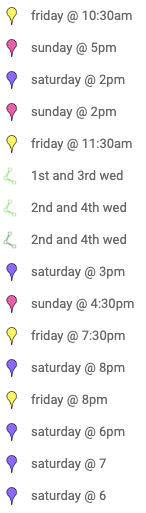 friday @ 10:30am
sunday @ 5pm
saturday @ 2pm
sunday @ 2pm
friday @ 11:30am
1st and 3rd wed
2nd and 4th wed
2nd and 4th wed
saturday @ 3pm
sunday @ 4:30pm
friday @ 7:30pm
saturday @ 8pm
friday @ 8pm
saturday @ 6pm
saturday @ 7
saturday @ 6